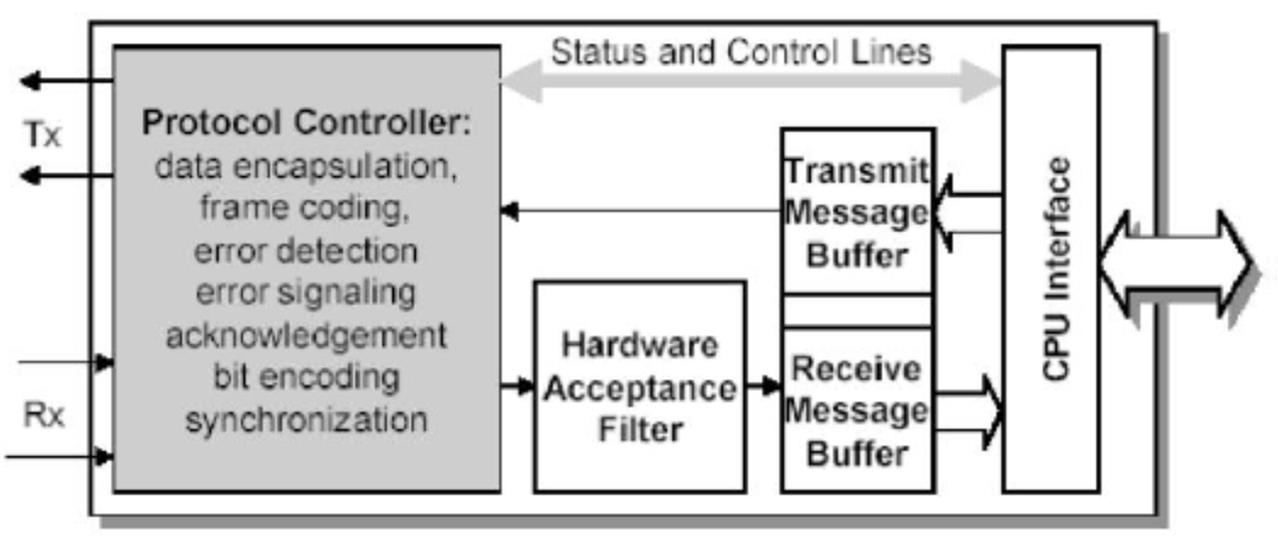 Status and Control Lines
Tx
Rx
Protocol Controller:
data encapsulation,
frame coding,
error detection
error signaling
acknowledgement
bit encoding
synchronization
Hardware
Acceptance
Filter
Transmit
Message
Buffer
Receive
Message
Buffer
CPU Interface